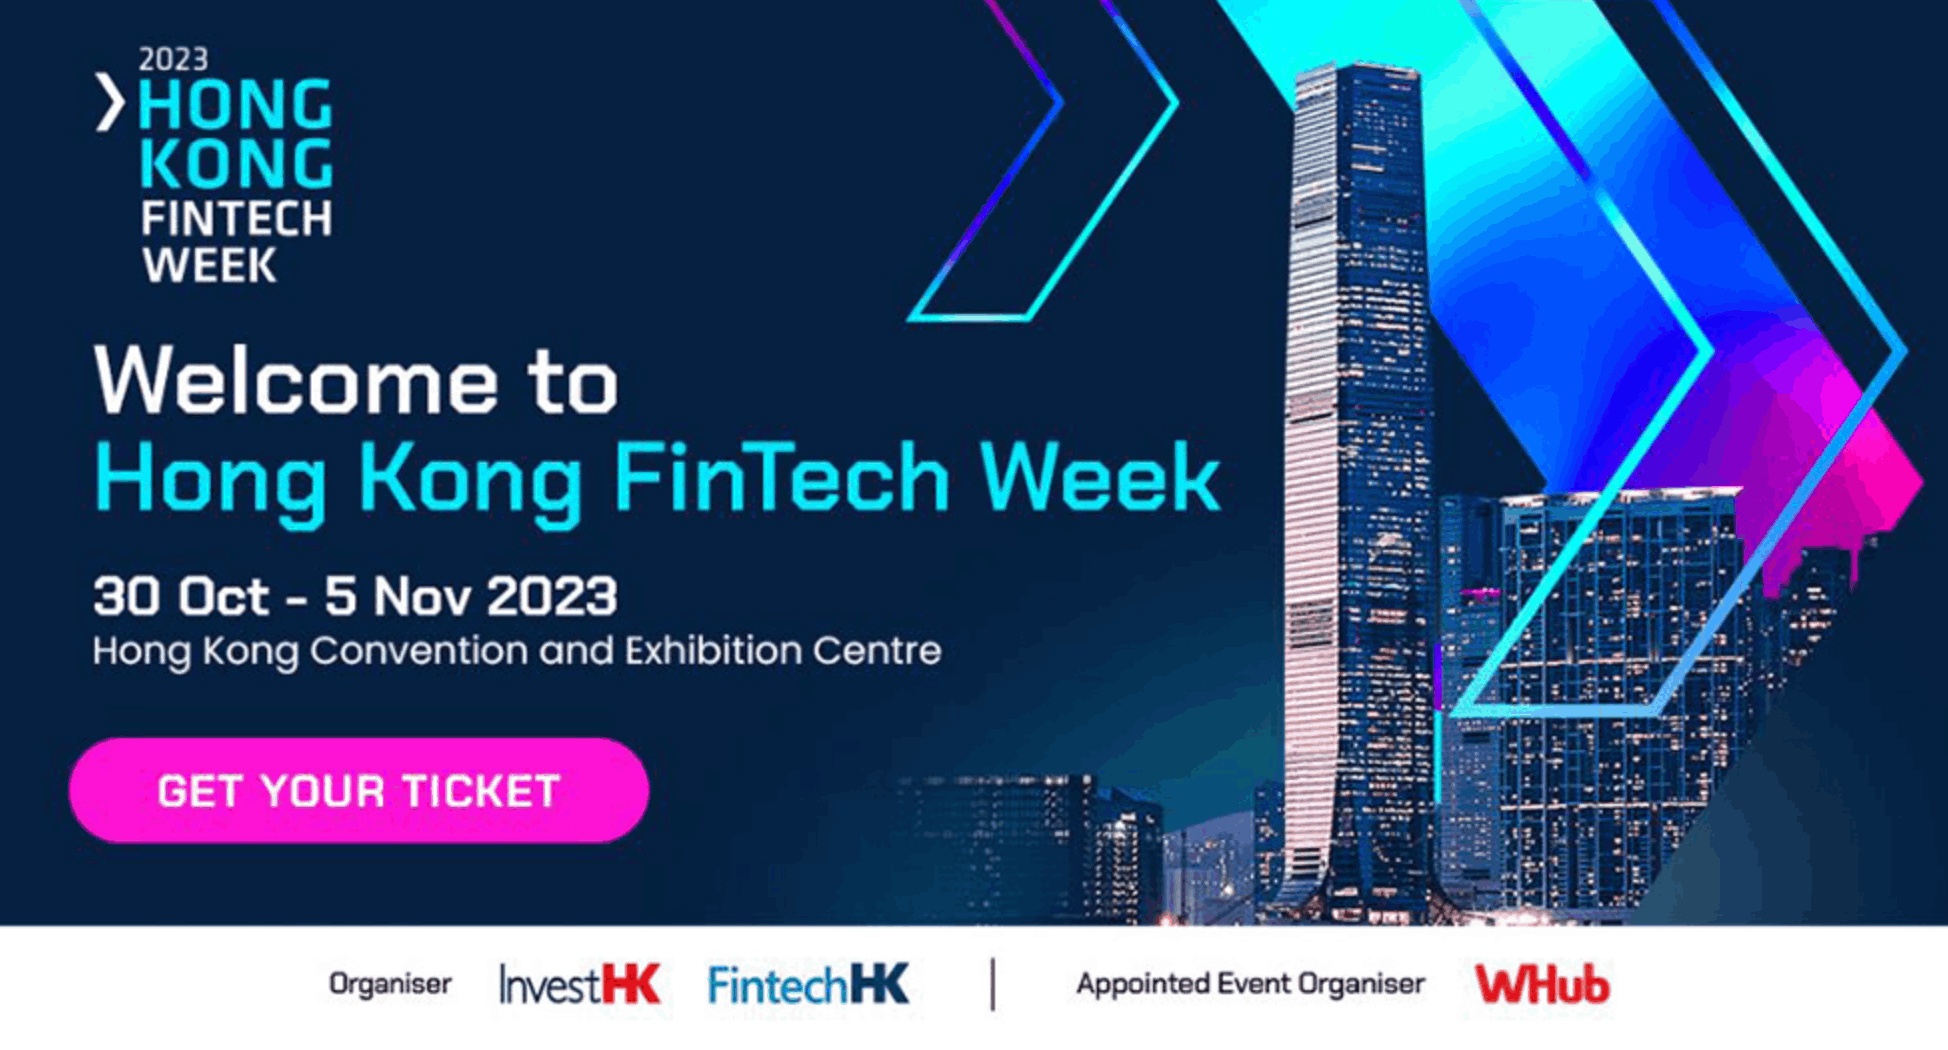 2023
HONG
KONG
FINTECH
WEEK
Welcome to
Hong Kong FinTech Week
30 Oct - 5 Nov 2023
Hong Kong Convention and Exhibition Centre
GET YOUR TICKET
Organiser InvestHK FintechHK | Appointed Event Organiser WHub